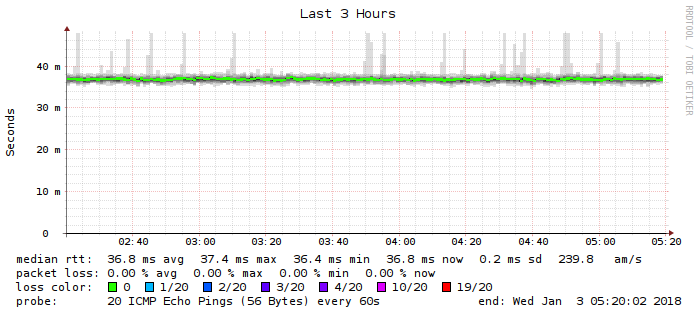 Last 3 Hours
RRDTOOL / TOBI OETIKER
Seconds
40 m
30 m
20 m
10 m
0
02:40 03:00 03:20 03:40 04:00 04:20 04:40 05:00 05:20
median rtt: 36.8 ms avg 37.4 ms max 36.4 ms min 36.8 ms now 0.2 ms sd 239.8 am/s
packet loss: 0.00 % avg 0.00 % max 0.00 % min 0.00 % now
loss color: 0 1/20 2/20 3/20 4/20 10/20 19/20
probe: 20 ICMP Echo Pings (56 Bytes) every 60s end: Wed Jan 3 05:20:02 2018